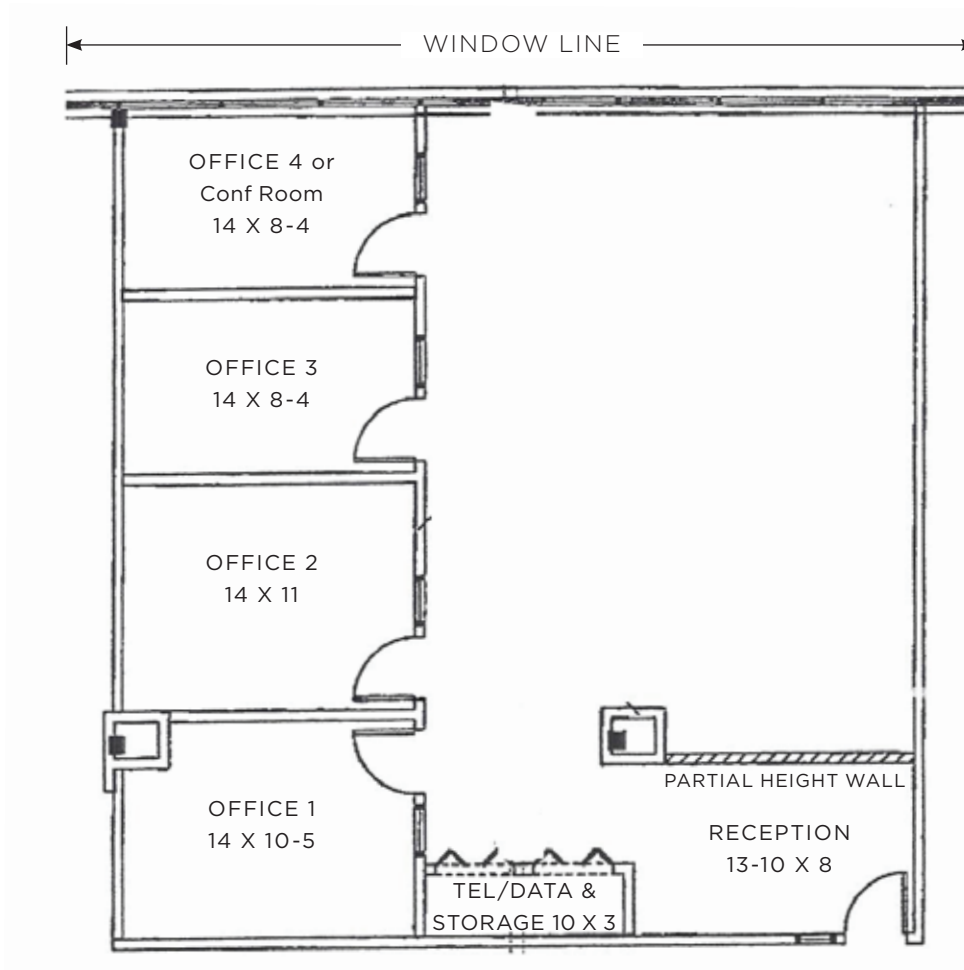 WINDOW LINE
OFFICE 4 or
Conf Room
14 X 8-4
OFFICE 3
14 X 8-4
OFFICE 2
14 X 11
OFFICE 1
14 X 10-5
PARTIAL HEIGHT WALL
RECEPTION
13-10 X 8
TEL/DATA &
STORAGE 10 X 3